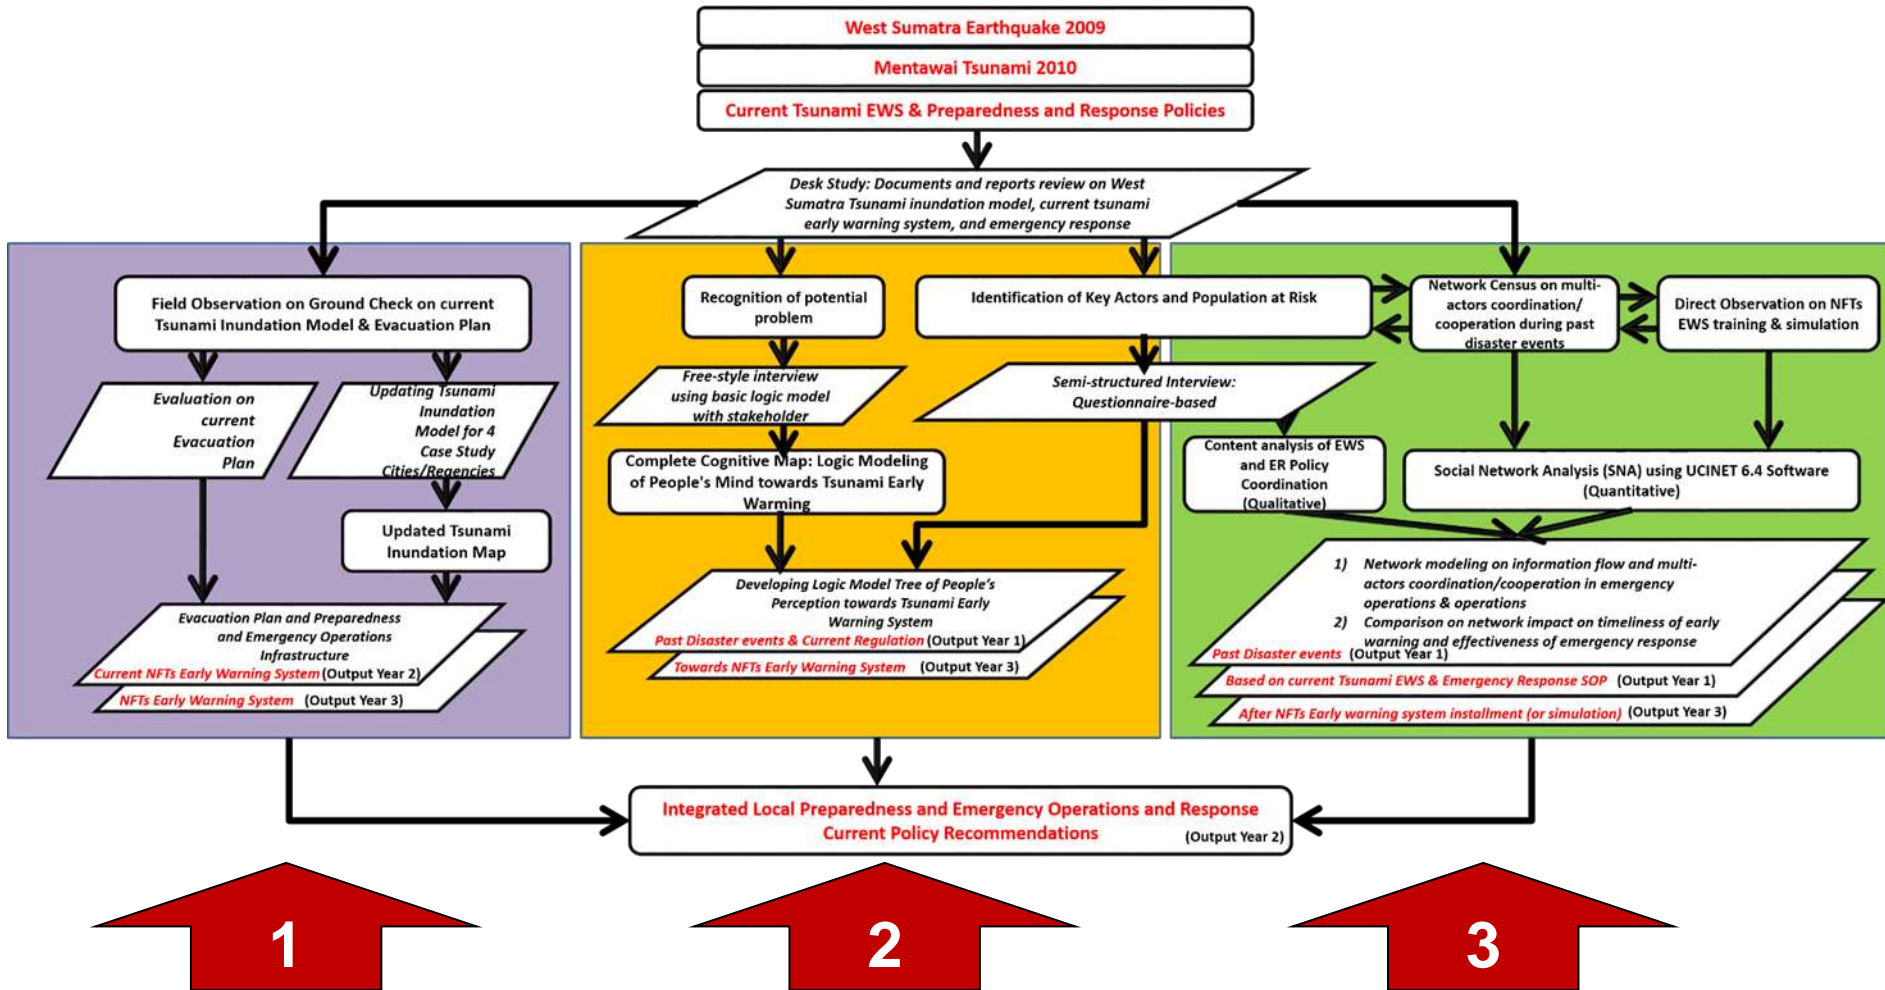 West Sumatra Earthquake 2009
Mentawai Tsunami 2010
Current Tsunami EWS & Preparedness and Response Policies
Desk Study: Documents and reports review on West
Sumatra Tsunami inundation model, current tsunami
early warning system, and emergency response
Field Observation on Ground Check on current
Tsunami Inundation Model & Evacuation Plan
Evaluation on
current
Evacuation
Plan
Updating Tsunami
Inundation
Model for 4
Case Study
Cities/Regencies
Updated Tsunami
Inundation Map
Evacuation Plan and Preparedness
and Emergency Operations
Infrastructure
Current NFTs Early Warning System (Output Year 2)
NFTs Early Warning System (Output Year 3)
Recognition of potential
problem
Free-style interview
using basic logic model
with stakeholder
Complete Cognitive Map: Logic Modeling
of People's Mind towards Tsunami Early
Warming
Identification of Key Actors and Population at Risk
Semi-structured Interview:
Questionnaire-based
Developing Logic Model Tree of People's
Perception towards Tsunami Early
Warning System
Past Disaster events & Current Regulation (Output Year 1)
Towards NFTs Early Warning System (Output Year 3)
Network Census on multi-
actors coordination/
cooperation during past
disaster events
Direct Observation on NFTs
EWS training & simulation
Content analysis of EWS
and ER Policy
Coordination
(Qualitative)
Social Network Analysis (SNA) using UCINET 6.4 Software
(Quantitative)
1) Network modeling on information flow and multi-
actors coordination/cooperation in emergency
operations & operations
2) Comparison on network impact on timeliness of early
warning and effectiveness of emergency response
Past Disaster events (Output Year 1)
Based on current Tsunami EWS & Emergency Response SOP (Output Year 1)
After NFTs Early warning system installment (or simulation) (Output Year 3)
Integrated Local Preparedness and Emergency Operations and Response
Current Policy Recommendations
(Output Year 2)
1
2
3